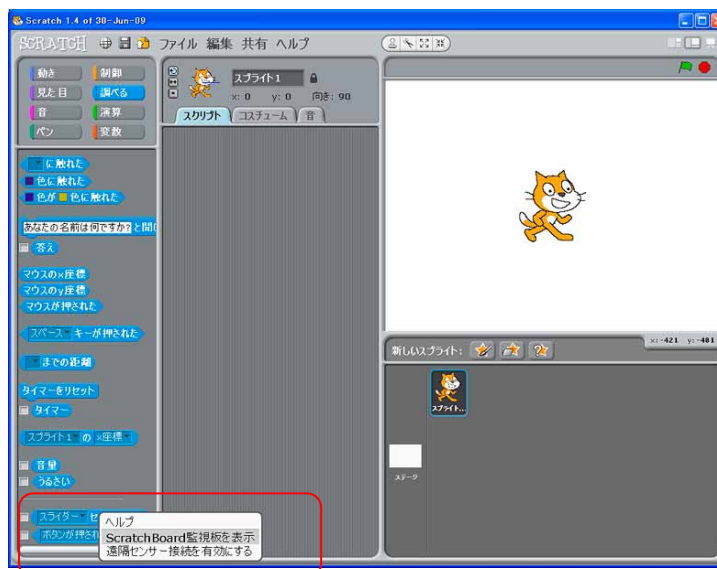 Scratch 1.4 of 30-Jun-09
SCRATCH ファイル 編集 共有 ヘルプ
動き 制御
見た目 調べる
音 演算
ペン 変数
スプライト1
x: 0 y: 0 向き: 90
スクリプト コスチューム 音
に触れた
色に触れた
色が 色に触れた
あなたの名前は何ですか? と聞
答え
マウスのx座標
マウスのy座標
マウスが押された
スペース キーが押された
までの距離
タイマーをリセット
タイマー
スプライト1 の x座標
音量
うるさい
スライダー セ
ボタンが押され
ヘルプ
ScratchBoard監視板を表示
遠隔センサー接続を有効にする
x: -421 y: -481
新しいスプライト:
スプライト...
ステージ